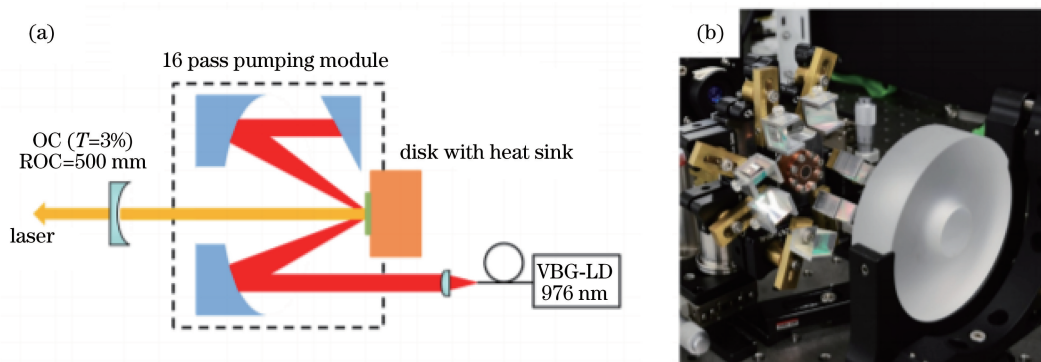 (a)
16 pass pumping module
OC (T=3%)
ROC=500 mm
disk with heat sink
laser
VBG-LD
976 nm
(b)